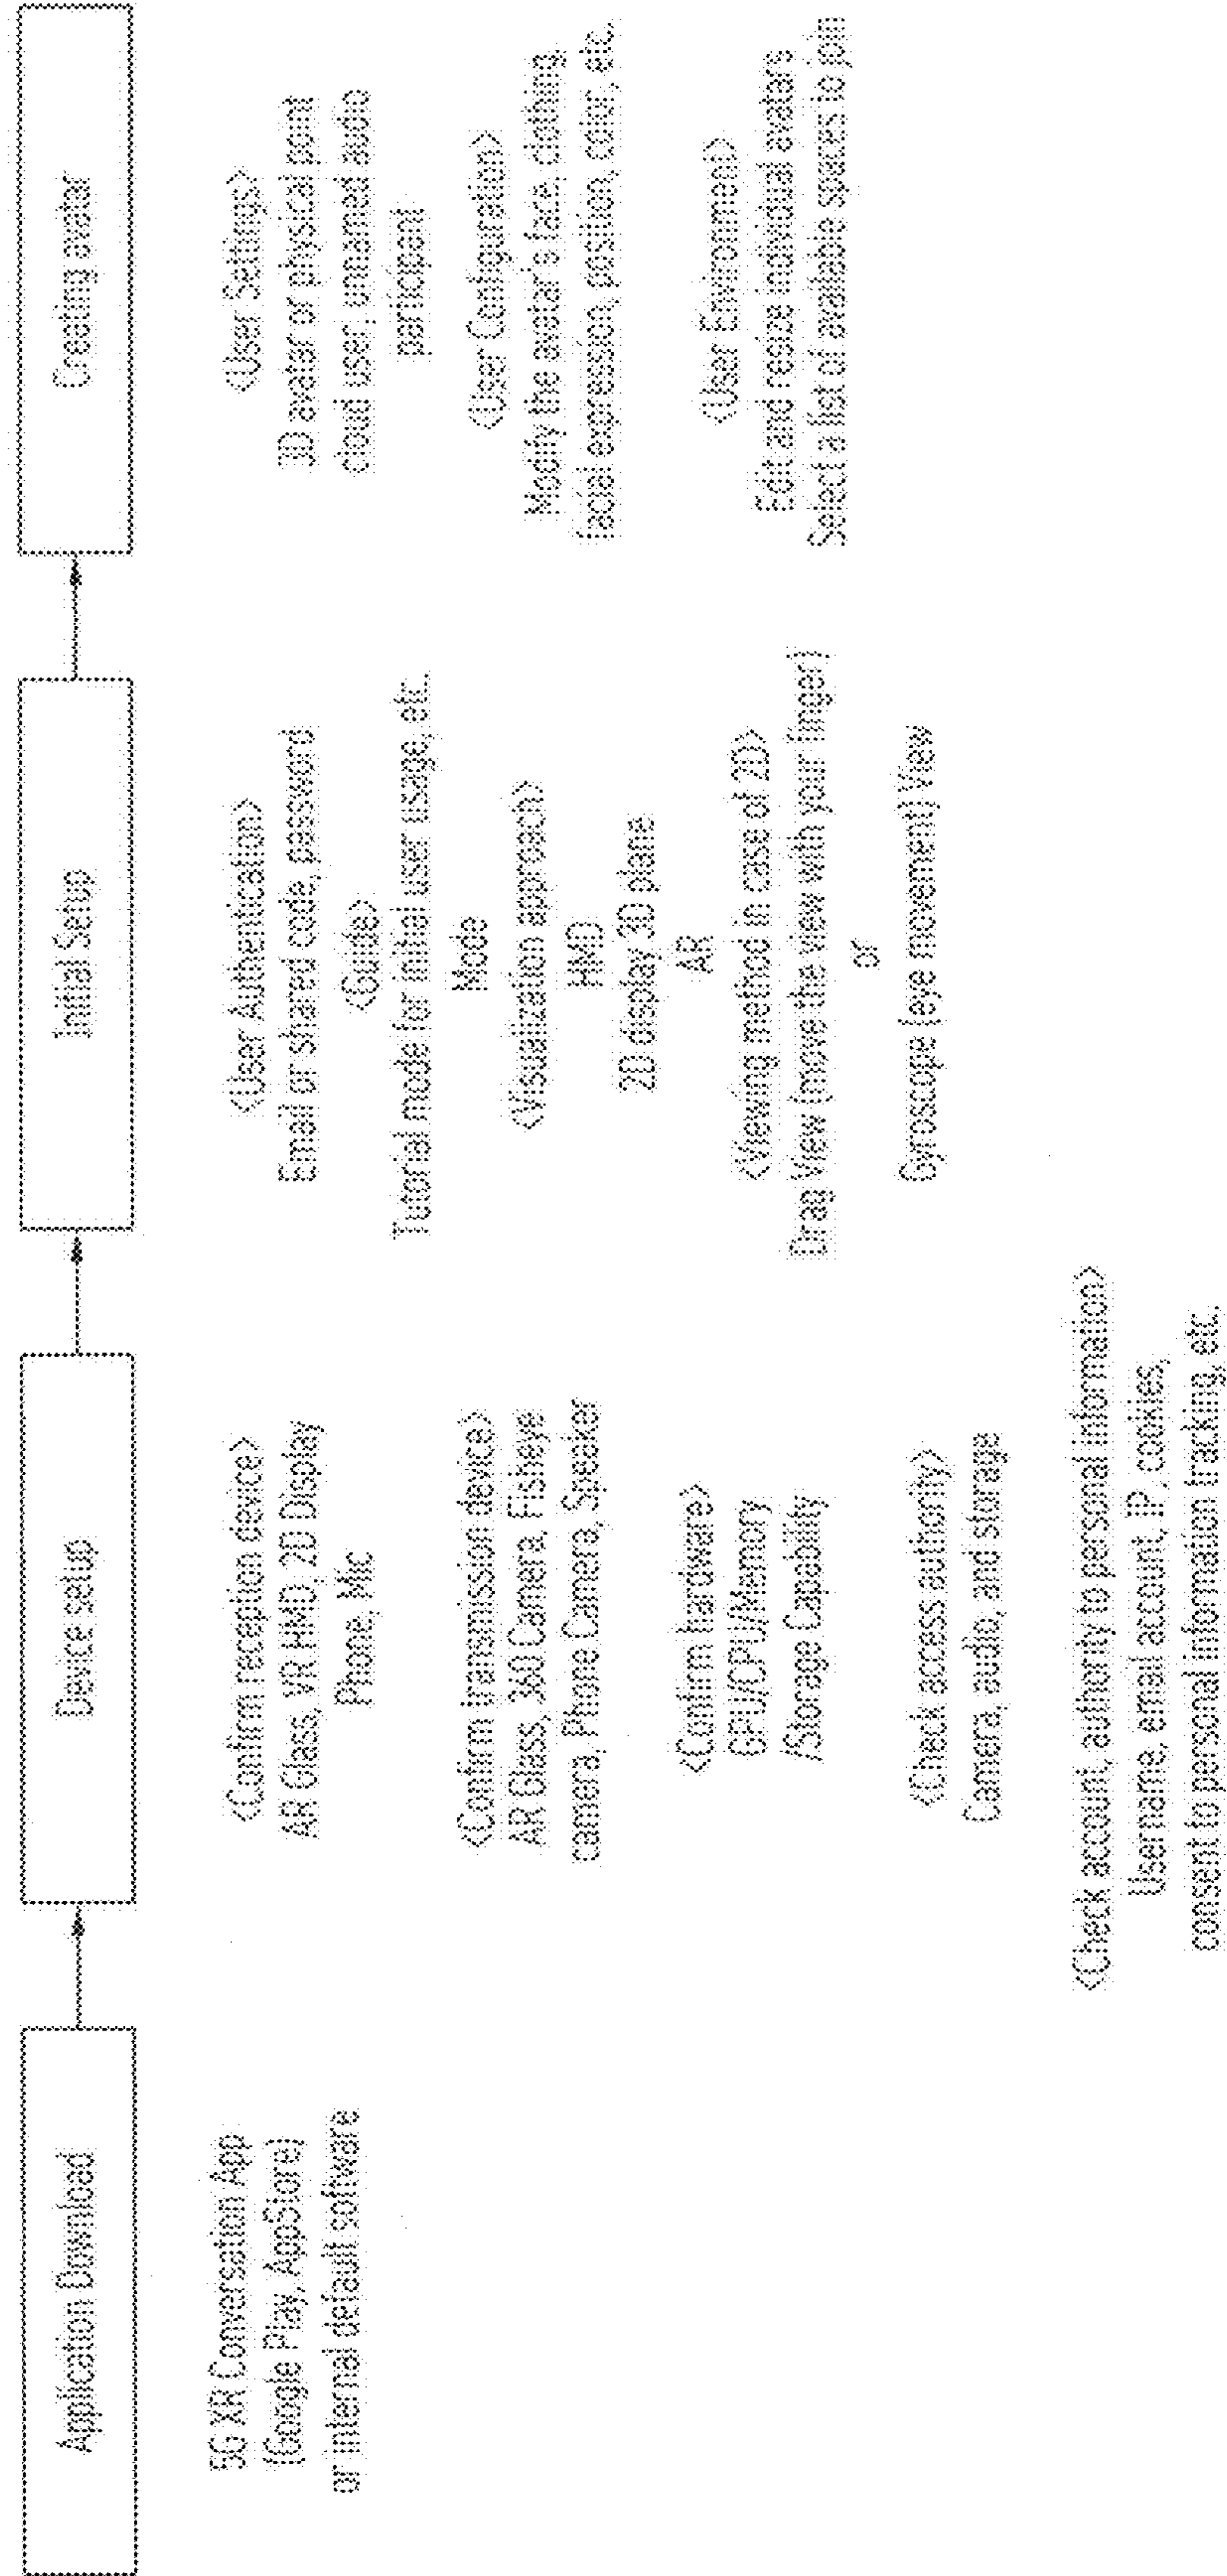 Application Download
5G XR Conversation App
(Google Play, AppStore)
or internal default software
Device setup
<Confirm reception device>
AR Glass, VR HMD, 2D Display
Phone, Mic
<Confirm transmission device>
AR Glass, 360 Camera, Fisheye
camera, Phone Camera, Speaker
<Confirm hardware>
GPU/CPU/Memory
/Storage Capability
<Check access authority>
Camera, audio, and storage
<Check account, authority to personal information>
Username, email account, IP, cookies,
consent to personal information tracking, etc.
Initial Setup
<User Authentication>
Email or shared code, password
<Guide>
Tutorial mode for initial user usage, etc.
Mode
<Visualization approach>
HMD
2D display 3D plane
AR
<Viewing method in case of 2D>
Drag View (move the view with your finger)
or
Gyroscope (eye movement) View
Creating avatar
<User Settings>
3D avatar or physical point
cloud user, unnamed audio
participant
<User Configuration>
Modify the avatar's face, clothing,
facial expression, position, color, etc.
<User Environment>
Edit and resize individual avatars
Select a list of available spaces to join